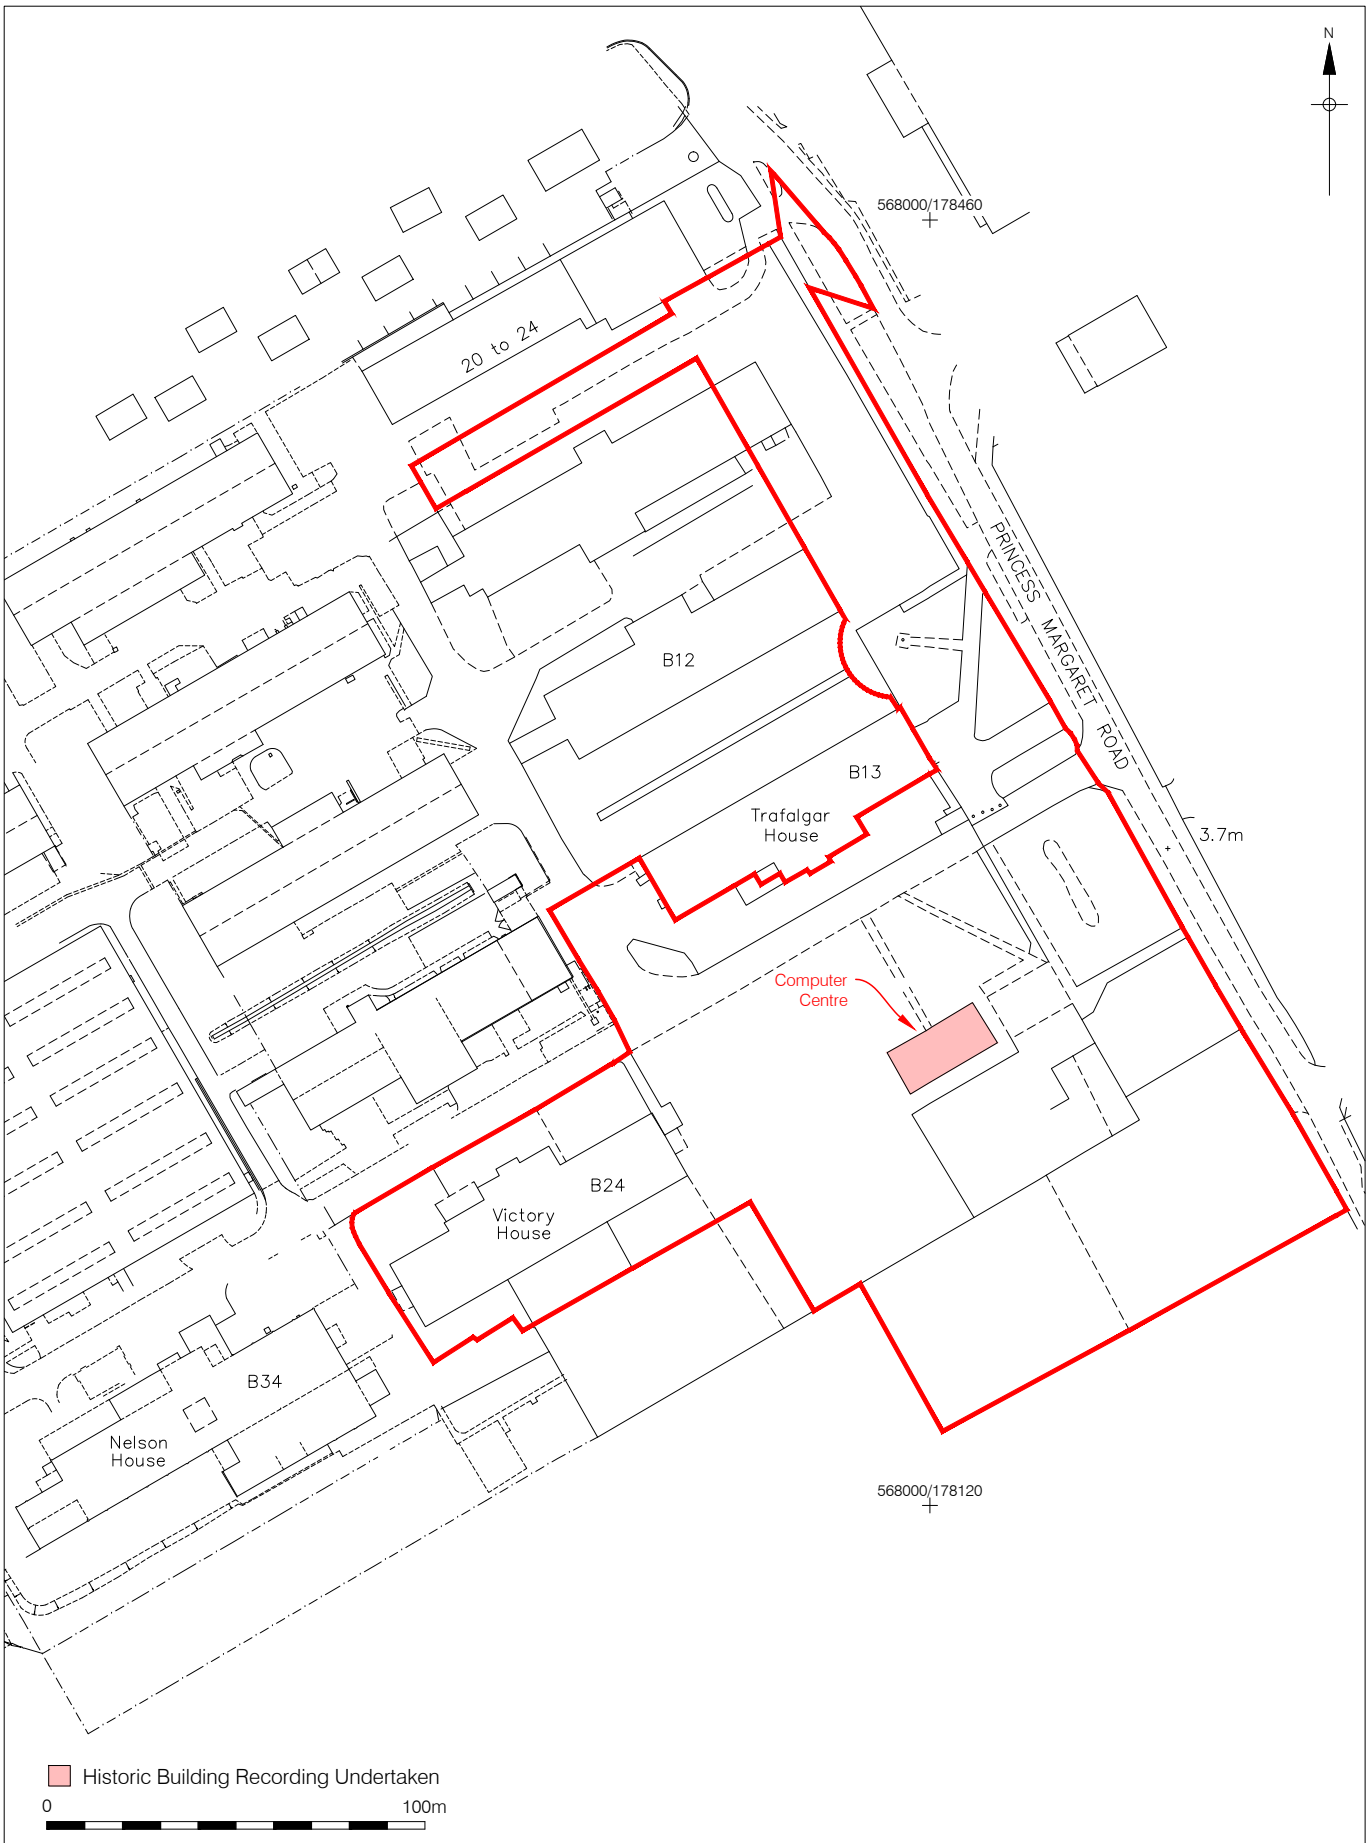 N
568000/178460
20 to 24
PRINCESS MARGARET ROAD
B12
B13
Trafalgar
House
3.7m
Computer
Centre
B24
Victory
House
B34
Nelson
House
568000/178120
Historic Building Recording Undertaken
0 100m